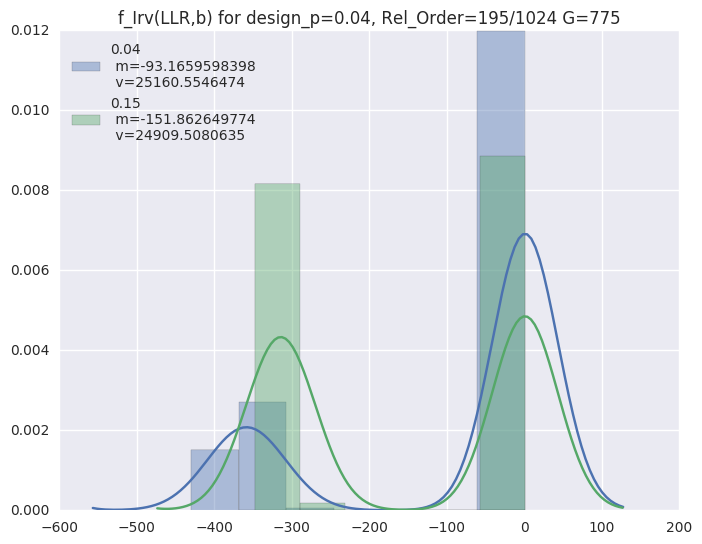 f_Irv(LLR,b) for design_p=0.04, Rel_Order=195/1024 G=775
0.04
m=-93.1659598398
v=25160.5546474
0.15
m=-151.862649774
v=24909.5080635
0.012
0.010
0.008
0.006
0.004
0.002
0.000
−600 −500 −400 −300 −200 −100 0 100 200